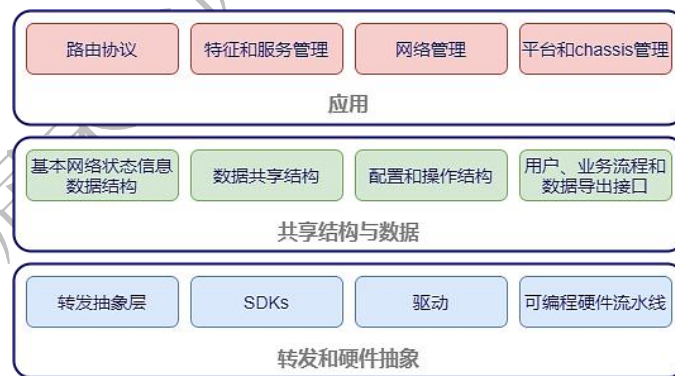 路由协议
特征和服务管理
网络管理
平台和chassis管理
应用
基本网络状态信息
数据结构
数据共享结构
配置和操作结构
用户、业务流程和
数据导出接口
共享结构与数据
转发抽象层
SDKs
驱动
可编程硬件流水线
转发和硬件抽象